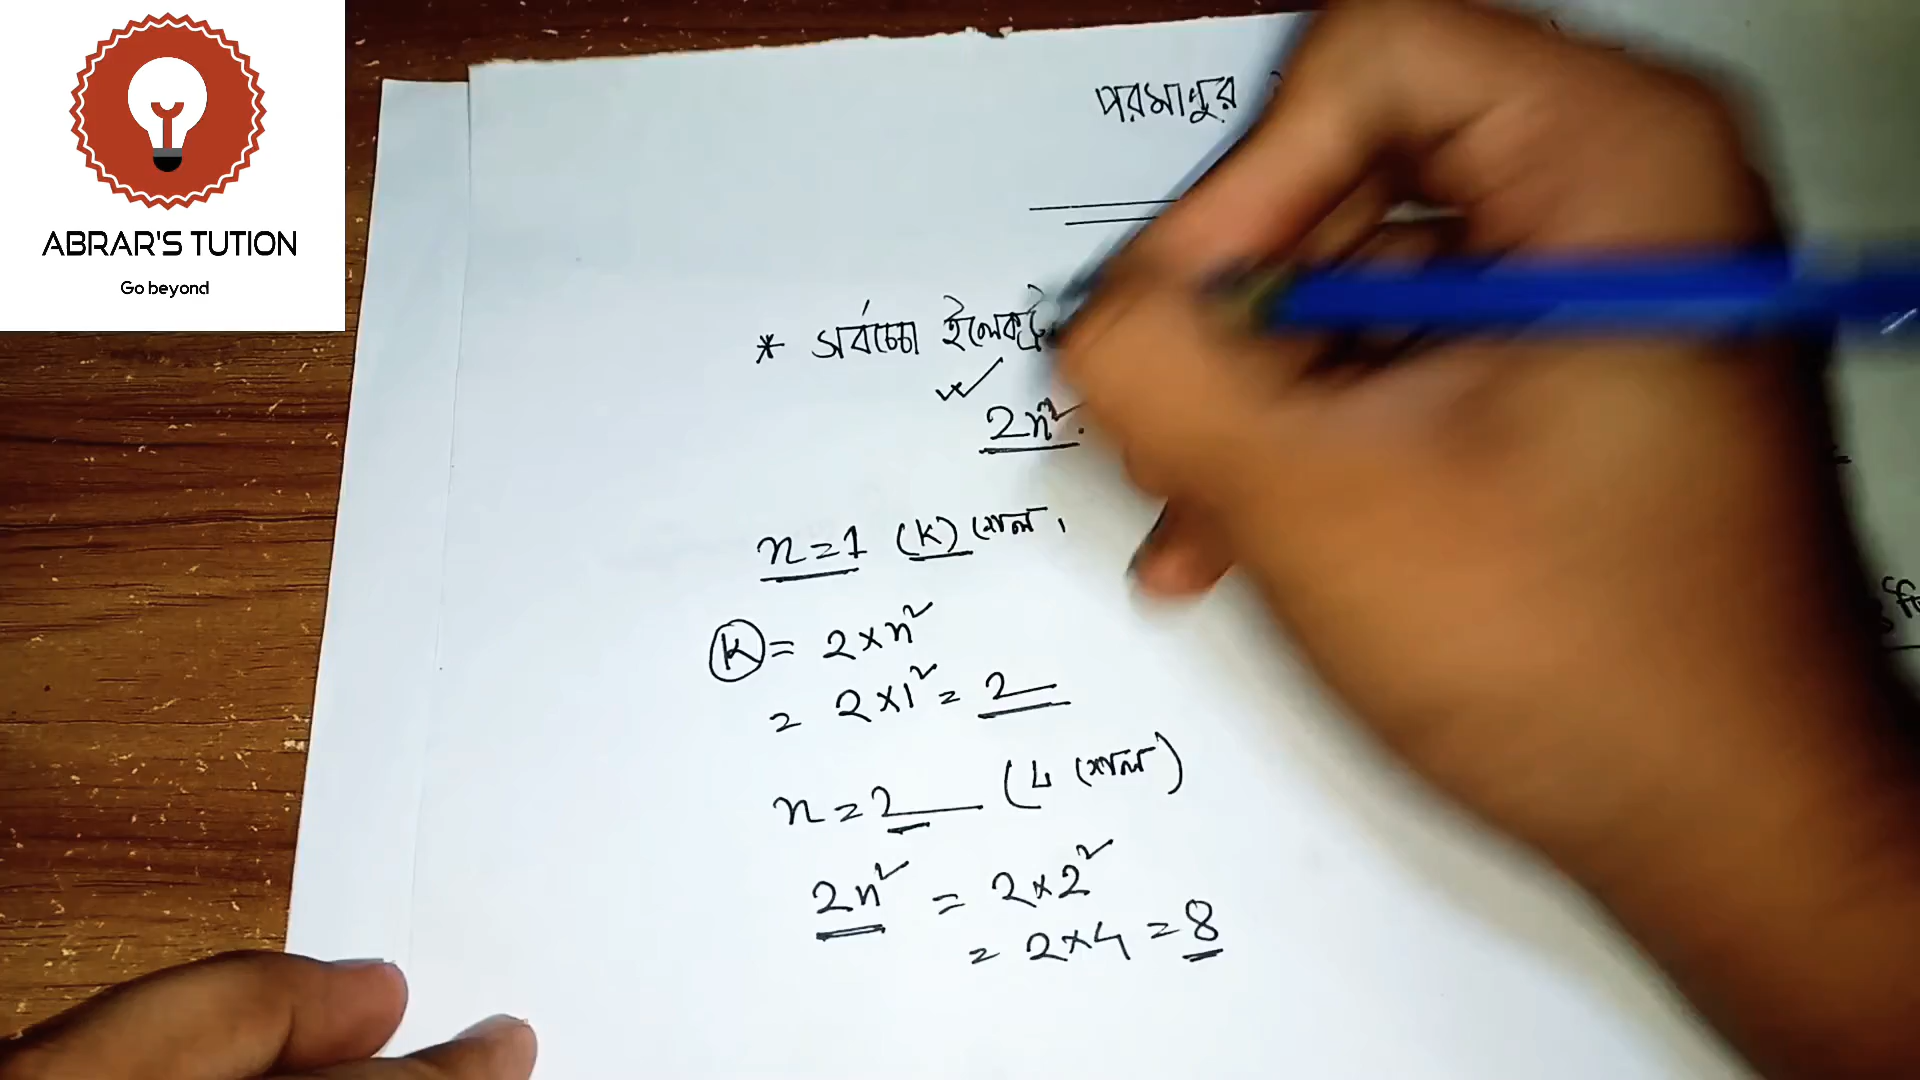 ABRAR'S TUTION
Go beyond
পরমাণুর
* সর্বচ্চো ইলেকট্র
2n²
n=1 (K) শেল।
K = 2×n²
= 2×1² = 2
n=2 (L শেল)
2n² = 2×2²
= 2×4 = 8